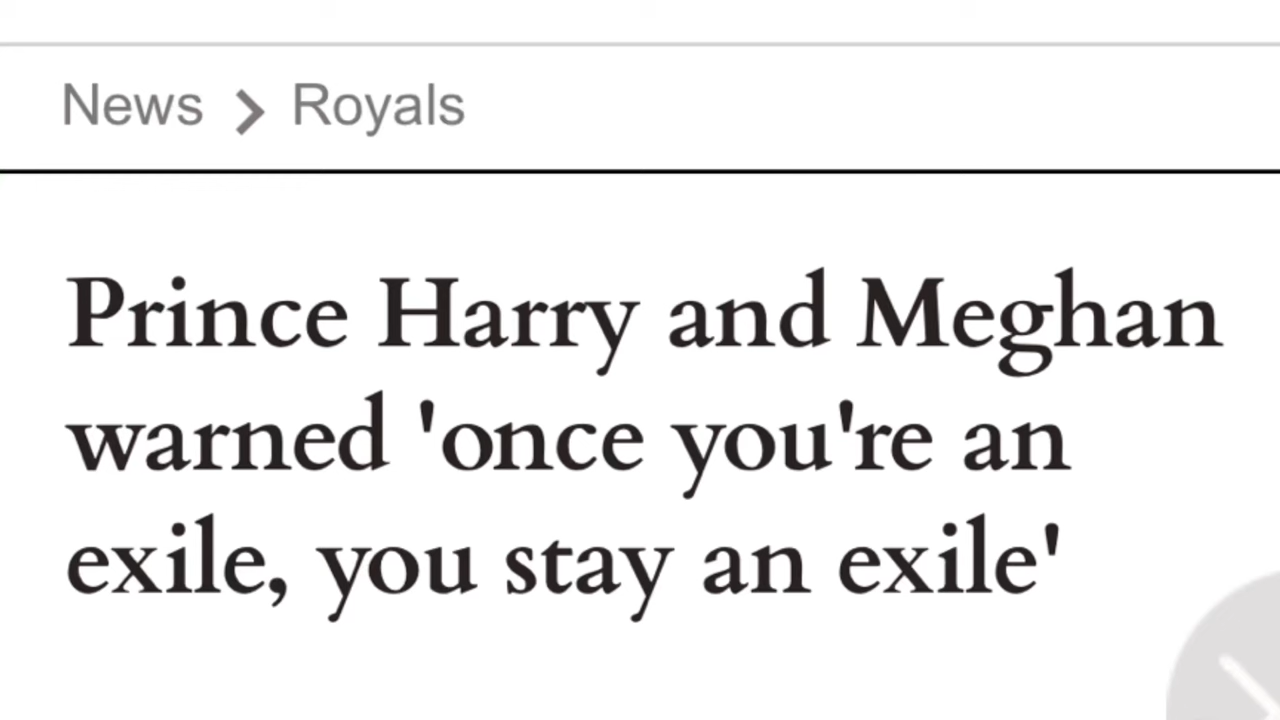 News > Royals
Prince Harry and Meghan
warned 'once you're an
exile, you stay an exile'